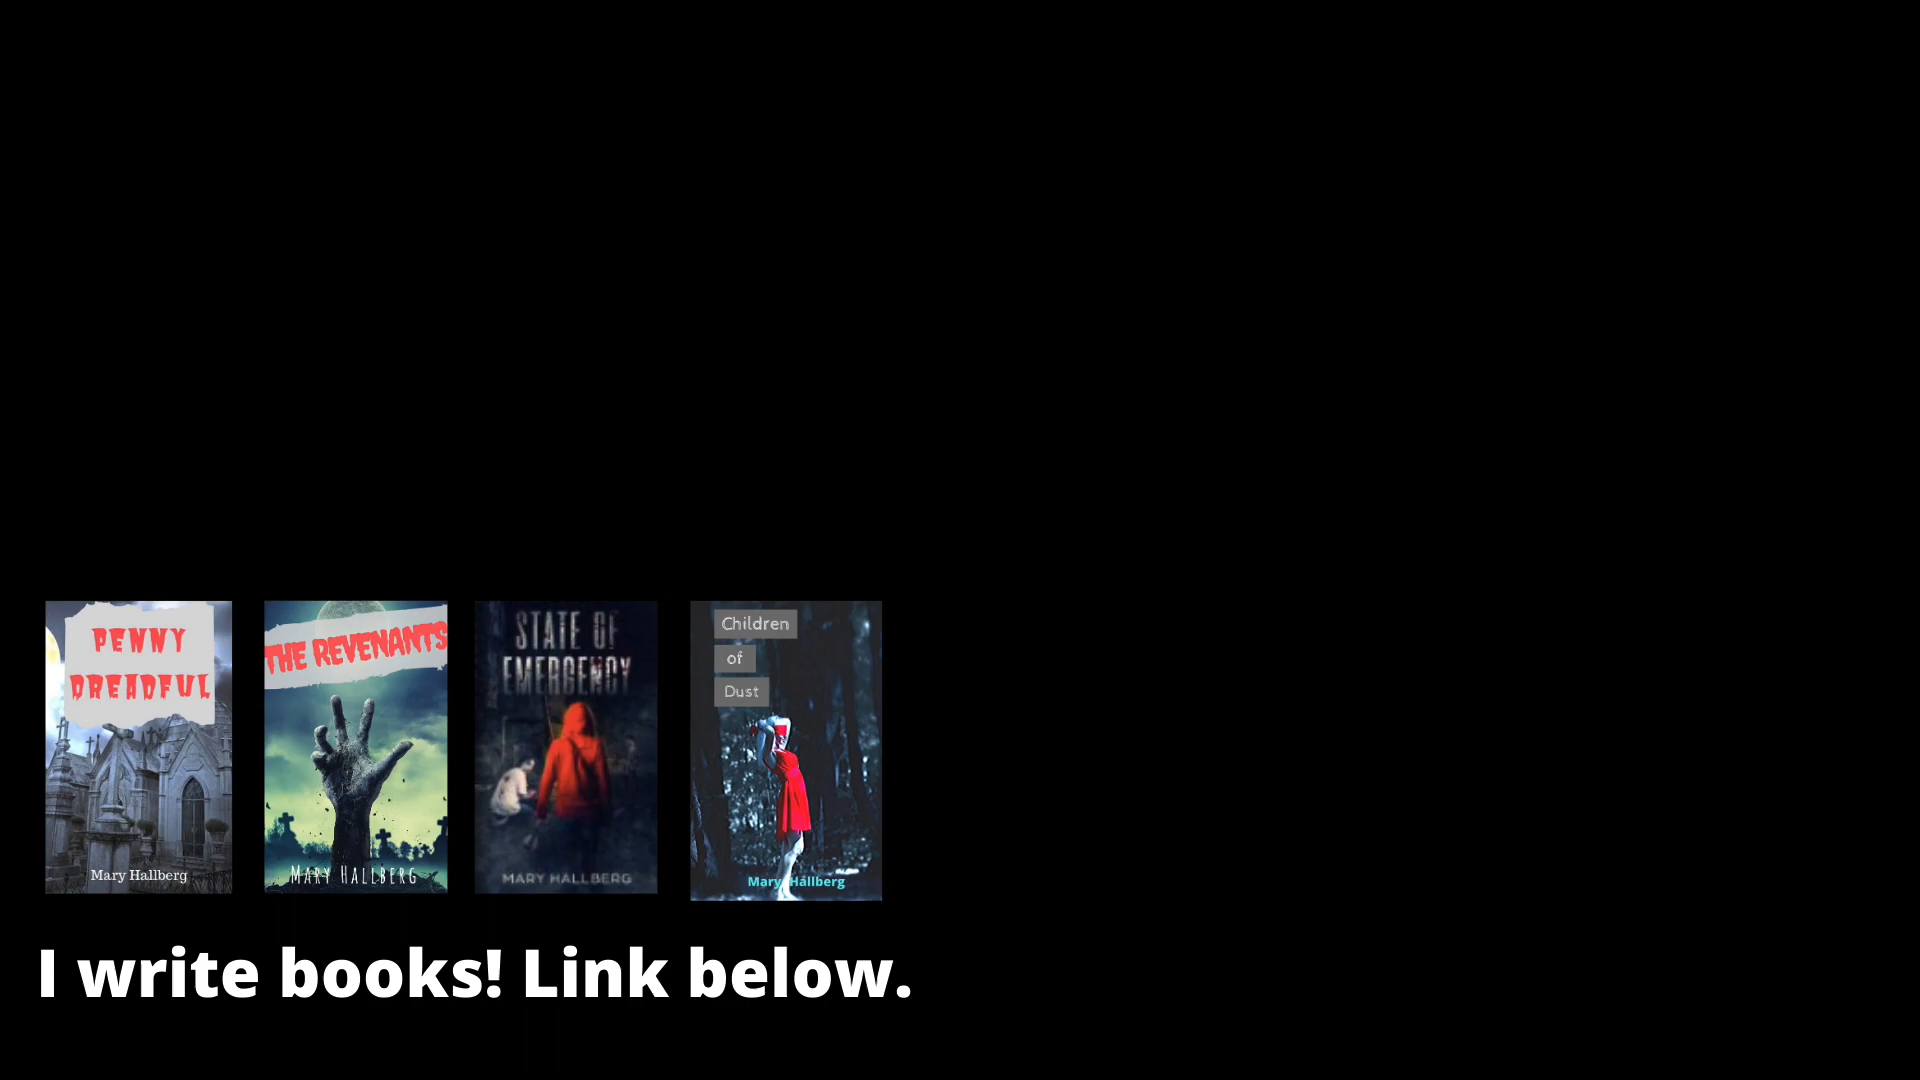 PENNY
DREADFUL
Mary Hallberg
THE REVENANTS
MARY HALLBERG
STATE OF
EMERGENCY
MARY HALLBERG
Children
of
Dust
Mary Hallberg
I write books! Link below.